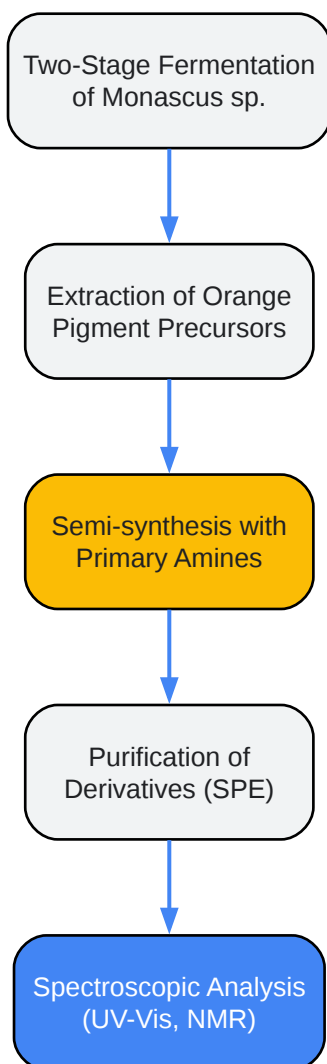 Two-Stage Fermentation
of Monascus sp.
Extraction of Orange
Pigment Precursors
Semi-synthesis with
Primary Amines
Purification of
Derivatives (SPE)
Spectroscopic Analysis
(UV-Vis, NMR)